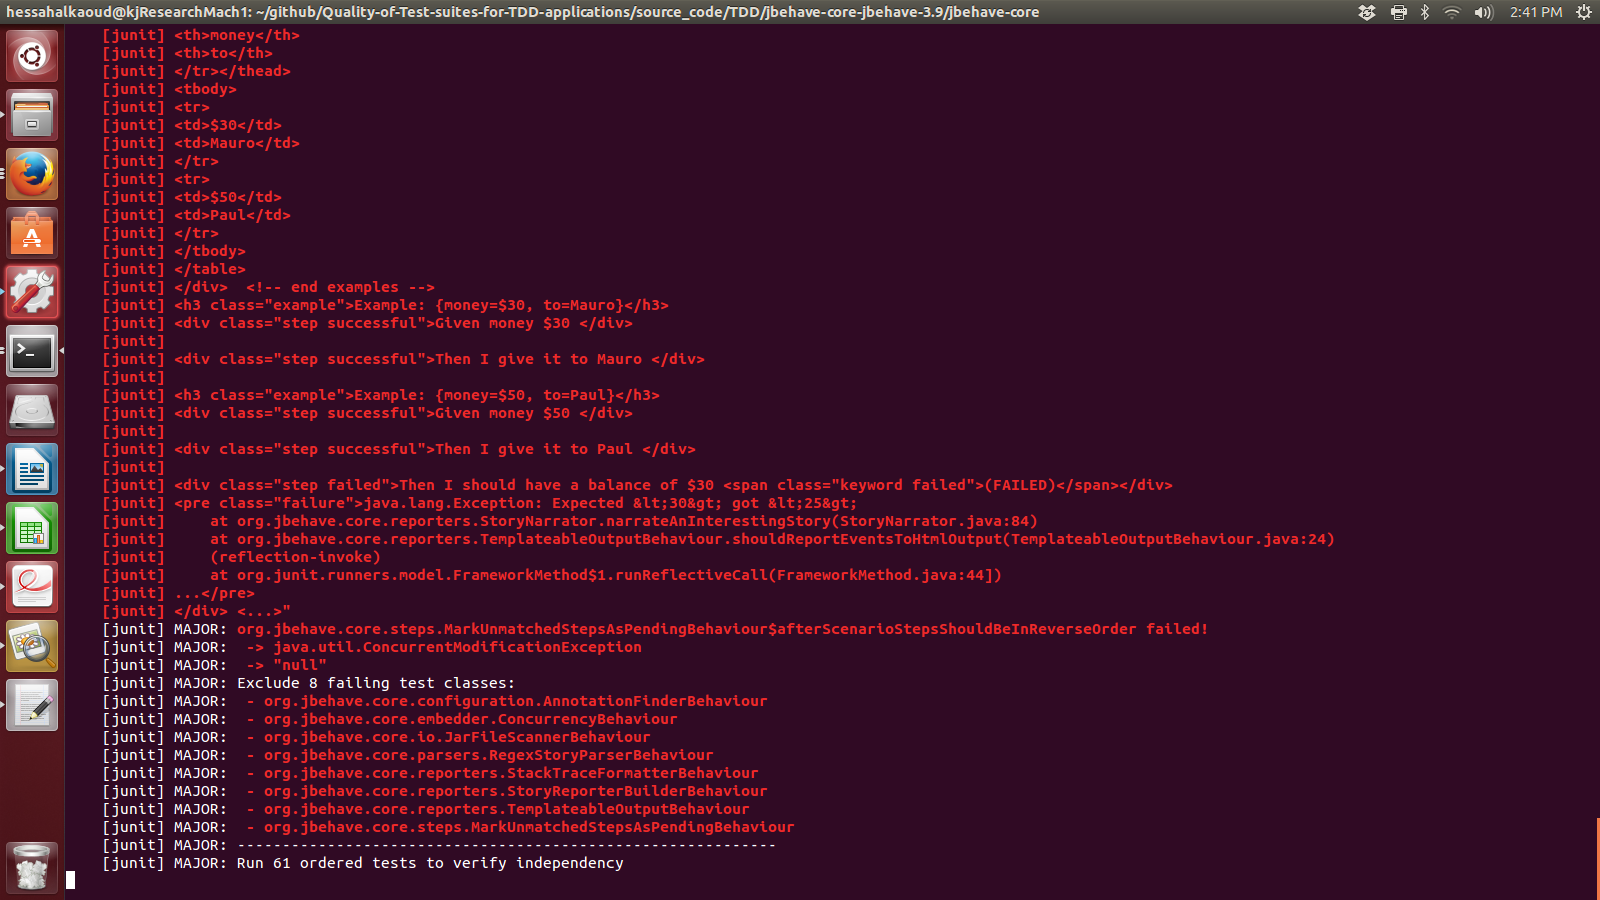 hessahalkaoud@kjResearchMach1: ~/github/Quality-of-Test-suites-for-TDD-applications/source_code/TDD/jbehave-core-jbehave-3.9/jbehave-core 2:41 PM
[junit] <th>money</th>
[junit] <th>to</th>
[junit] </tr></thead>
[junit] <tbody>
[junit] <tr>
[junit] <td>$30</td>
[junit] <td>Mauro</td>
[junit] </tr>
[junit] <tr>
[junit] <td>$50</td>
[junit] <td>Paul</td>
[junit] </tr>
[junit] </tbody>
[junit] </table>
[junit] </div>  <!-- end examples -->
[junit] <h3 class="example">Example: {money=$30, to=Mauro}</h3>
[junit] <div class="step successful">Given money $30 </div>
[junit]
[junit] <div class="step successful">Then I give it to Mauro </div>
[junit]
[junit] <h3 class="example">Example: {money=$50, to=Paul}</h3>
[junit] <div class="step successful">Given money $50 </div>
[junit]
[junit] <div class="step successful">Then I give it to Paul </div>
[junit]
[junit] <div class="step failed">Then I should have a balance of $30 <span class="keyword failed">(FAILED)</span></div>
[junit] <pre class="failure">java.lang.Exception: Expected &lt;30&gt; got &lt;25&gt;
[junit]     at org.jbehave.core.reporters.StoryNarrator.narrateAnInterestingStory(StoryNarrator.java:84)
[junit]     at org.jbehave.core.reporters.TemplateableOutputBehaviour.shouldReportEventsToHtmlOutput(TemplateableOutputBehaviour.java:24)
[junit]     (reflection-invoke)
[junit]     at org.junit.runners.model.FrameworkMethod$1.runReflectiveCall(FrameworkMethod.java:44])
[junit] ...</pre>
[junit] </div> <...>"
[junit] MAJOR: org.jbehave.core.steps.MarkUnmatchedStepsAsPendingBehaviour$afterScenarioStepsShouldBeInReverseOrder failed!
[junit] MAJOR:  -> java.util.ConcurrentModificationException
[junit] MAJOR:  -> "null"
[junit] MAJOR: Exclude 8 failing test classes:
[junit] MAJOR:  - org.jbehave.core.configuration.AnnotationFinderBehaviour
[junit] MAJOR:  - org.jbehave.core.embedder.ConcurrencyBehaviour
[junit] MAJOR:  - org.jbehave.core.io.JarFileScannerBehaviour
[junit] MAJOR:  - org.jbehave.core.parsers.RegexStoryParserBehaviour
[junit] MAJOR:  - org.jbehave.core.reporters.StackTraceFormatterBehaviour
[junit] MAJOR:  - org.jbehave.core.reporters.StoryReporterBuilderBehaviour
[junit] MAJOR:  - org.jbehave.core.reporters.TemplateableOutputBehaviour
[junit] MAJOR:  - org.jbehave.core.steps.MarkUnmatchedStepsAsPendingBehaviour
[junit] MAJOR: ------------------------------------------------------------
[junit] MAJOR: Run 61 ordered tests to verify independency